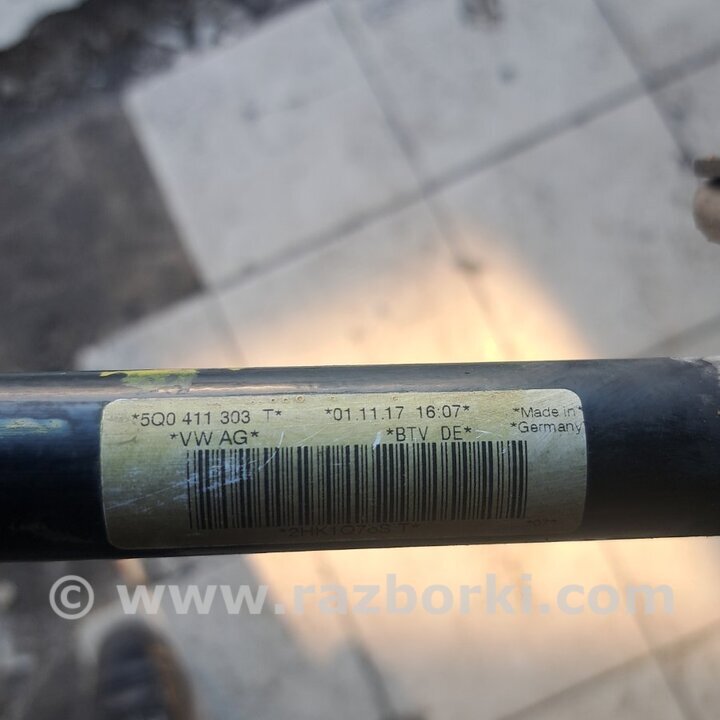 *5Q0 411 303 T* *01.11.17 16:07* *Made in*
*VW AG* *BTV DE* *Germany*
© www.razborki.com